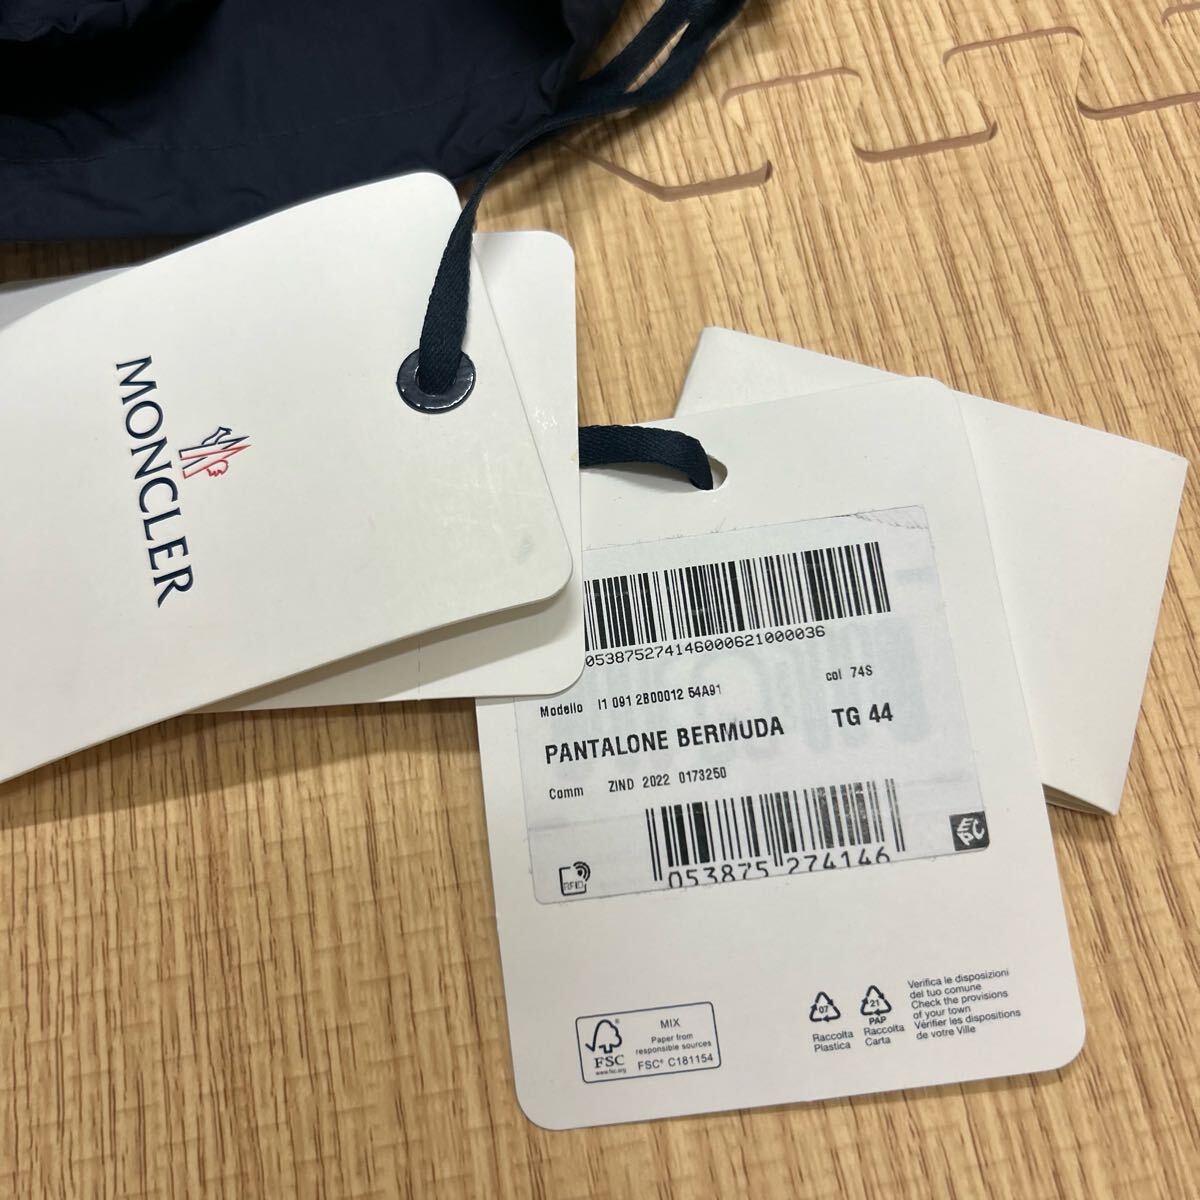 MONCLER
053875274146000621000036
Modello I1 091 2B00012 54A91 col 74S
PANTALONE BERMUDA TG 44
Comm ZIND 2022 0173250
053875 274146
RFID
FSC
www.fsc.org
MIX
Paper from
responsible sources
FSC® C181154
07
Raccolta
Plastica
21
PAP
Raccolta
Carta
Verifica le disposizioni
del tuo comune
Check the provisions
of your town
Vérifier les dispositions
de votre Ville